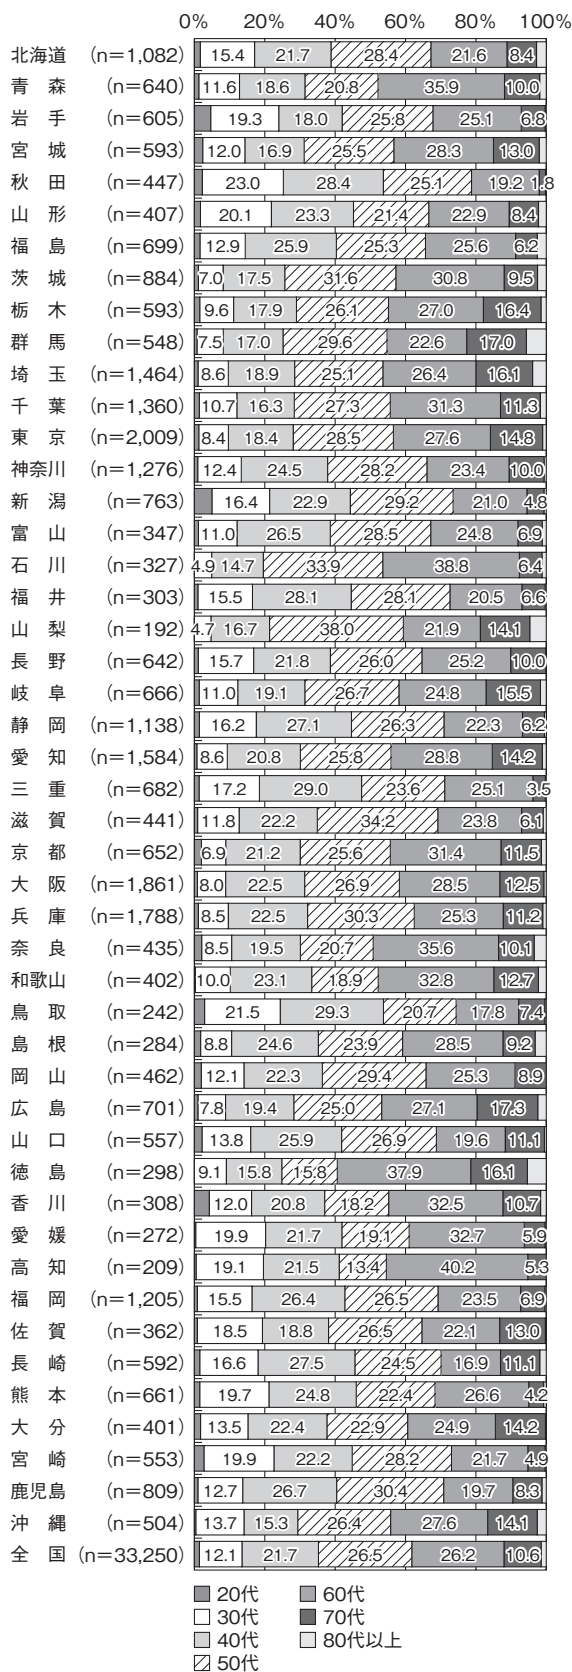 0% 20% 40% 60% 80% 100%
北海道 (n＝1,082) 15.4 21.7 28.4 21.6 8.4
青森 (n＝640) 11.6 18.6 20.8 35.9 10.0
岩手 (n＝605) 19.3 18.0 25.8 25.1 6.8
宮城 (n＝593) 12.0 16.9 25.5 28.3 13.0
秋田 (n＝447) 23.0 28.4 25.1 19.2 1.8
山形 (n＝407) 20.1 23.3 21.4 22.9 8.4
福島 (n＝699) 12.9 25.9 25.3 25.6 6.2
茨城 (n＝884) 7.0 17.5 31.6 30.8 9.5
栃木 (n＝593) 9.6 17.9 26.1 27.0 16.4
群馬 (n＝548) 7.5 17.0 29.6 22.6 17.0
埼玉 (n＝1,464) 8.6 18.9 25.1 26.4 16.1
千葉 (n＝1,360) 10.7 16.3 27.3 31.3 11.3
東京 (n＝2,009) 8.4 18.4 28.5 27.6 14.8
神奈川 (n＝1,276) 12.4 24.5 28.2 23.4 10.0
新潟 (n＝763) 16.4 22.9 29.2 21.0 4.8
富山 (n＝347) 11.0 26.5 28.5 24.8 6.9
石川 (n＝327) 4.9 14.7 33.9 38.8 6.4
福井 (n＝303) 15.5 28.1 28.1 20.5 6.6
山梨 (n＝192) 4.7 16.7 38.0 21.9 14.1
長野 (n＝642) 15.7 21.8 26.0 25.2 10.0
岐阜 (n＝666) 11.0 19.1 26.7 24.8 15.5
静岡 (n＝1,138) 16.2 27.1 26.3 22.3 6.2
愛知 (n＝1,584) 8.6 20.8 25.8 28.8 14.2
三重 (n＝682) 17.2 29.0 23.6 25.1 3.5
滋賀 (n＝441) 11.8 22.2 34.2 23.8 6.1
京都 (n＝652) 6.9 21.2 25.6 31.4 11.5
大阪 (n＝1,861) 8.0 22.5 26.9 28.5 12.5
兵庫 (n＝1,788) 8.5 22.5 30.3 25.3 11.2
奈良 (n＝435) 8.5 19.5 20.7 35.6 10.1
和歌山 (n＝402) 10.0 23.1 18.9 32.8 12.7
鳥取 (n＝242) 21.5 29.3 20.7 17.8 7.4
島根 (n＝284) 8.8 24.6 23.9 28.5 9.2
岡山 (n＝462) 12.1 22.3 29.4 25.3 8.9
広島 (n＝701) 7.8 19.4 25.0 27.1 17.3
山口 (n＝557) 13.8 25.9 26.9 19.6 11.1
徳島 (n＝298) 9.1 15.8 15.8 37.9 16.1
香川 (n＝308) 12.0 20.8 18.2 32.5 10.7
愛媛 (n＝272) 19.9 21.7 19.1 32.7 5.9
高知 (n＝209) 19.1 21.5 13.4 40.2 5.3
福岡 (n＝1,205) 15.5 26.4 26.5 23.5 6.9
佐賀 (n＝362) 18.5 18.8 26.5 22.1 13.0
長崎 (n＝592) 16.6 27.5 24.5 16.9 11.1
熊本 (n＝661) 19.7 24.8 22.4 26.6 4.2
大分 (n＝401) 13.5 22.4 22.9 24.9 14.2
宮崎 (n＝553) 19.9 22.2 28.2 21.7 4.9
鹿児島 (n＝809) 12.7 26.7 30.4 19.7 8.3
沖縄 (n＝504) 13.7 15.3 26.4 27.6 14.1
全国 (n＝33,250) 12.1 21.7 26.5 26.2 10.6
20代 60代
30代 70代
40代 80代以上
50代